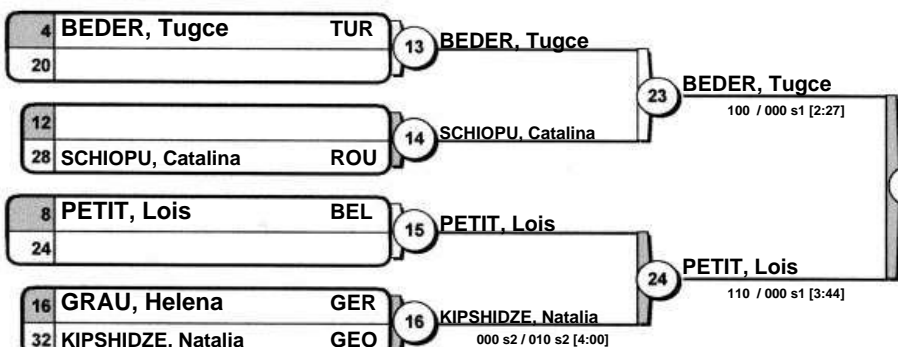 4 BEDER, Tugce TUR
20
13 BEDER, Tugce
12
28 SCHIOPU, Catalina ROU
14 SCHIOPU, Catalina
23 BEDER, Tugce
100 / 000 s1 [2:27]
8 PETIT, Lois BEL
24
15 PETIT, Lois
16 GRAU, Helena GER
32 KIPSHIDZE, Natalia GEO
16 KIPSHIDZE, Natalia
000 s2 / 010 s2 [4:00]
24 PETIT, Lois
110 / 000 s1 [3:44]